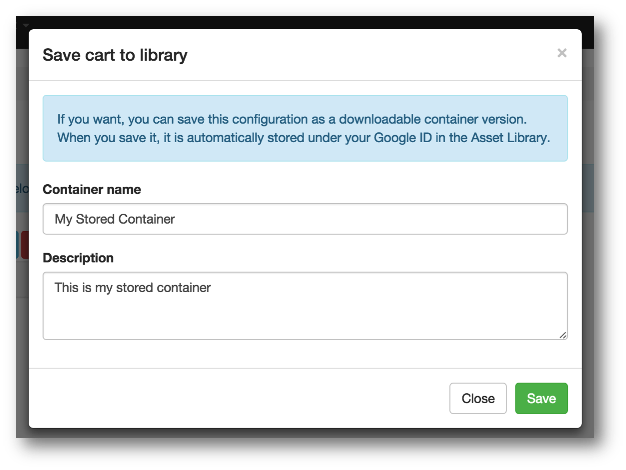 Save cart to library
×
If you want, you can save this configuration as a downloadable container version.
When you save it, it is automatically stored under your Google ID in the Asset Library.
Container name
My Stored Container
Description
This is my stored container
Close
Save